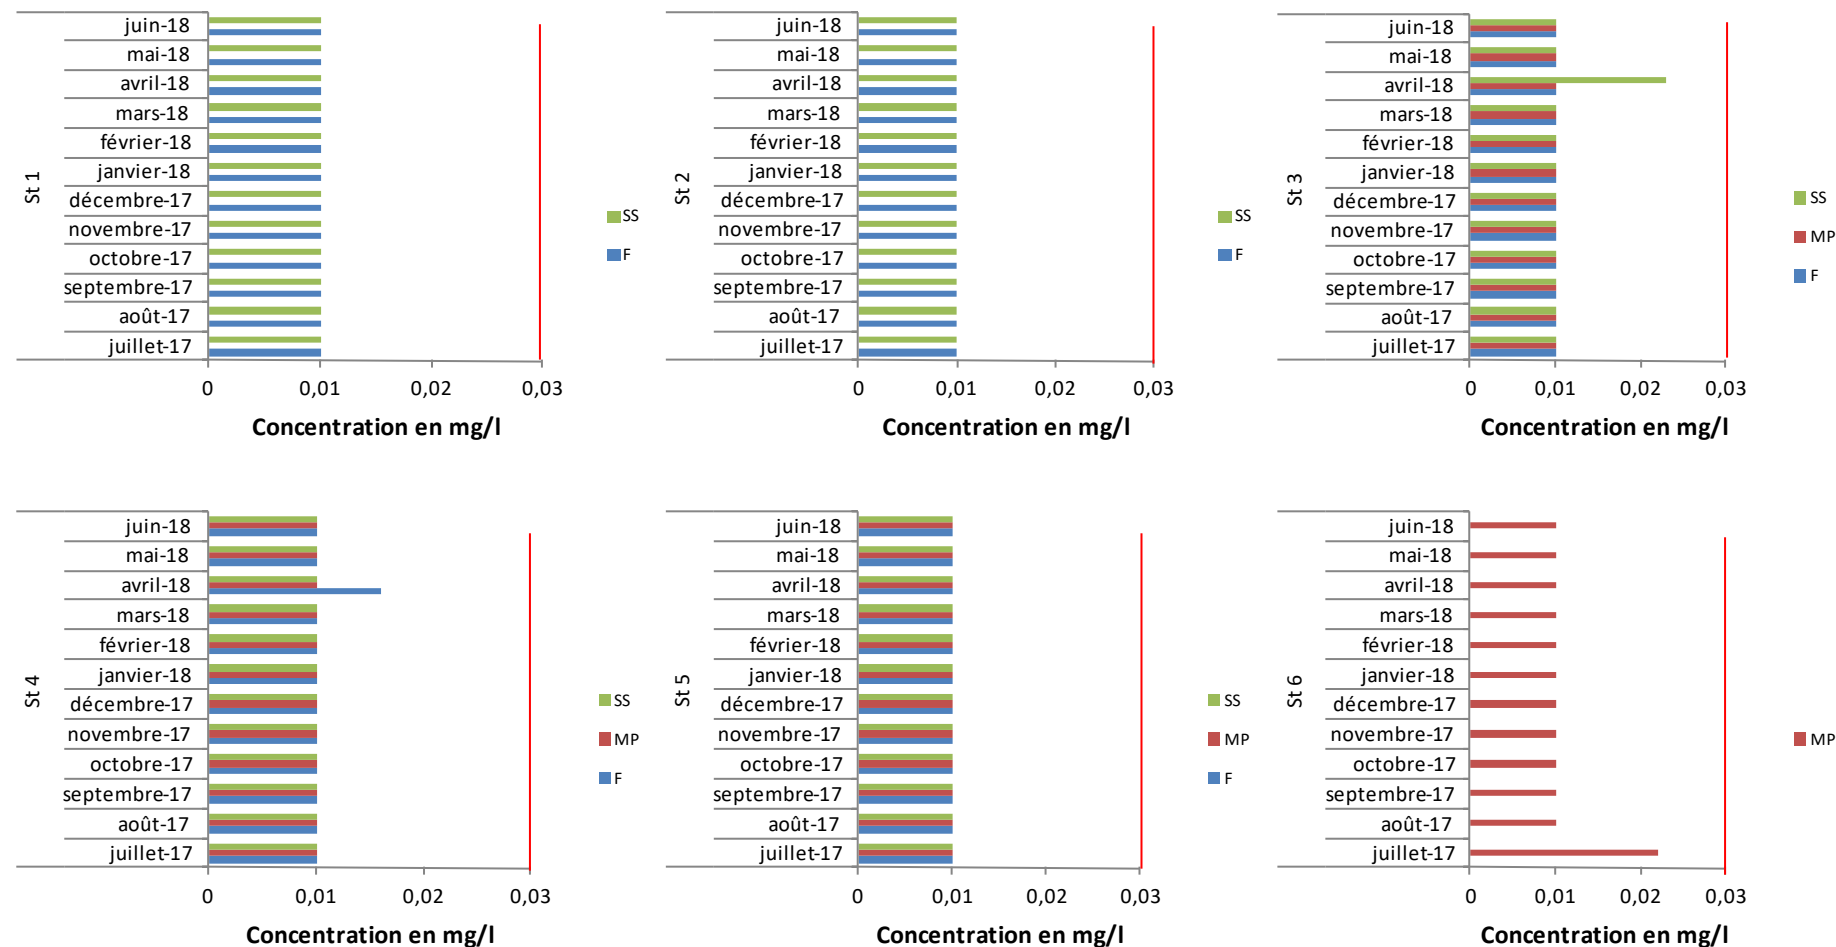 St 1
juin-18
mai-18
avril-18
mars-18
février-18
janvier-18
décembre-17
novembre-17
octobre-17
septembre-17
août-17
juillet-17
0 0,01 0,02 0,03
Concentration en mg/l
SS
F
St 2
juin-18
mai-18
avril-18
mars-18
février-18
janvier-18
décembre-17
novembre-17
octobre-17
septembre-17
août-17
juillet-17
0 0,01 0,02 0,03
Concentration en mg/l
SS
F
St 3
juin-18
mai-18
avril-18
mars-18
février-18
janvier-18
décembre-17
novembre-17
octobre-17
septembre-17
août-17
juillet-17
0 0,01 0,02 0,03
Concentration en mg/l
SS
MP
F
St 4
juin-18
mai-18
avril-18
mars-18
février-18
janvier-18
décembre-17
novembre-17
octobre-17
septembre-17
août-17
juillet-17
0 0,01 0,02 0,03
Concentration en mg/l
SS
MP
F
St 5
juin-18
mai-18
avril-18
mars-18
février-18
janvier-18
décembre-17
novembre-17
octobre-17
septembre-17
août-17
juillet-17
0 0,01 0,02 0,03
Concentration en mg/l
SS
MP
F
St 6
juin-18
mai-18
avril-18
mars-18
février-18
janvier-18
décembre-17
novembre-17
octobre-17
septembre-17
août-17
juillet-17
0 0,01 0,02 0,03
Concentration en mg/l
MP